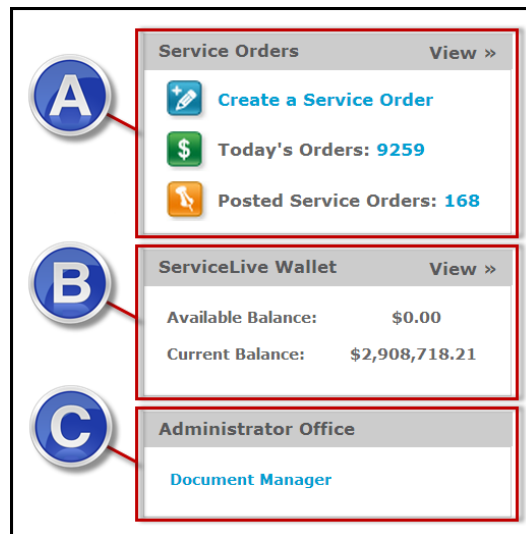 A
Service Orders View »
Create a Service Order
Today's Orders: 9259
Posted Service Orders: 168
B
ServiceLive Wallet View »
Available Balance: $0.00
Current Balance: $2,908,718.21
C
Administrator Office
Document Manager